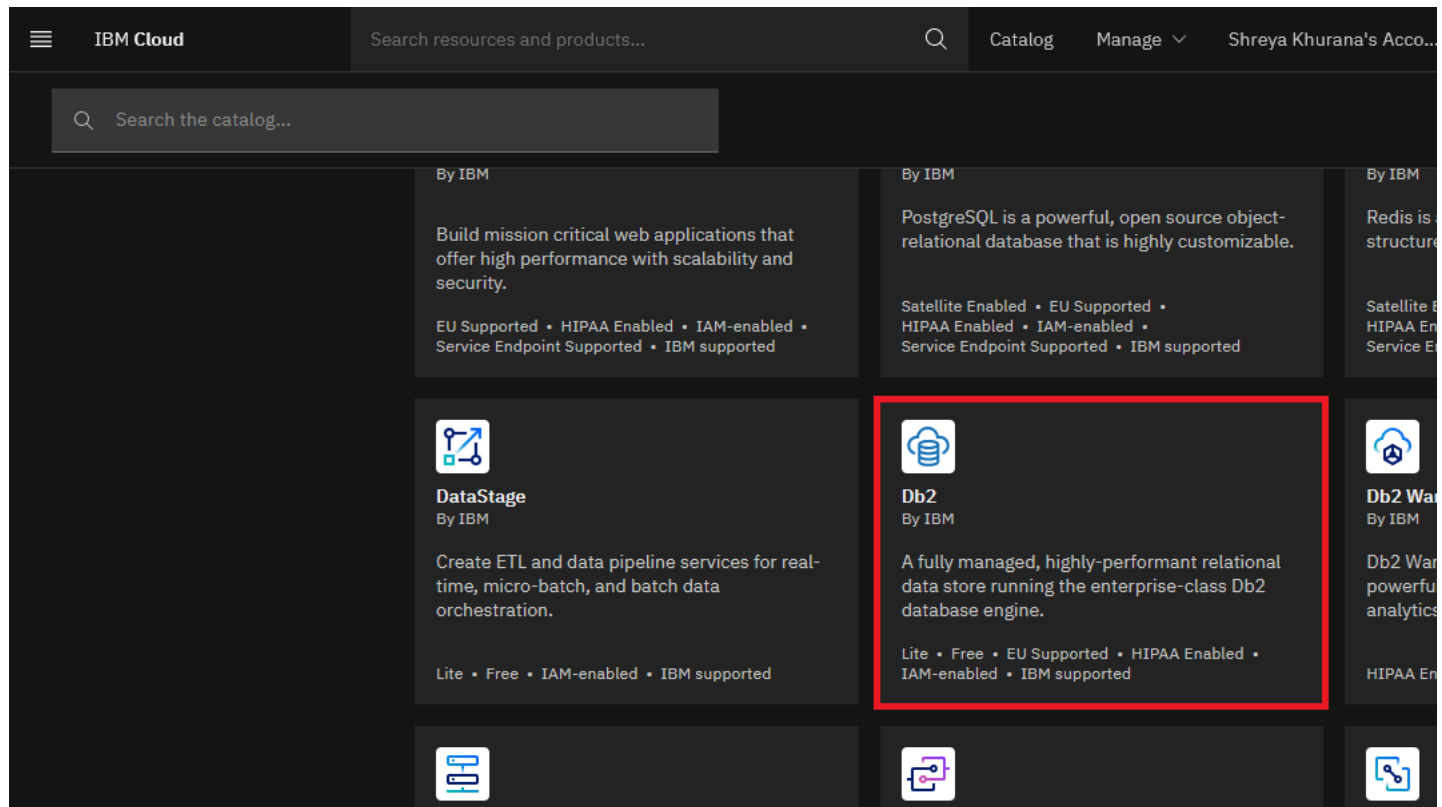 IBM Cloud
Search resources and products...
Catalog
Manage
Shreya Khurana's Acco...
Search the catalog...
By IBM
Build mission critical web applications that
offer high performance with scalability and
security.
EU Supported • HIPAA Enabled • IAM-enabled •
Service Endpoint Supported • IBM supported
By IBM
PostgreSQL is a powerful, open source object-
relational database that is highly customizable.
Satellite Enabled • EU Supported •
HIPAA Enabled • IAM-enabled •
Service Endpoint Supported • IBM supported
By IBM
Redis is
structure
Satellite
HIPAA
Service
DataStage
By IBM
Create ETL and data pipeline services for real-
time, micro-batch, and batch data
orchestration.
Lite • Free • IAM-enabled • IBM supported
Db2
By IBM
A fully managed, highly-performant relational
data store running the enterprise-class Db2
database engine.
Lite • Free • EU Supported • HIPAA Enabled •
IAM-enabled • IBM supported
Db2
By IBM
Db2
analytics
HIPAA